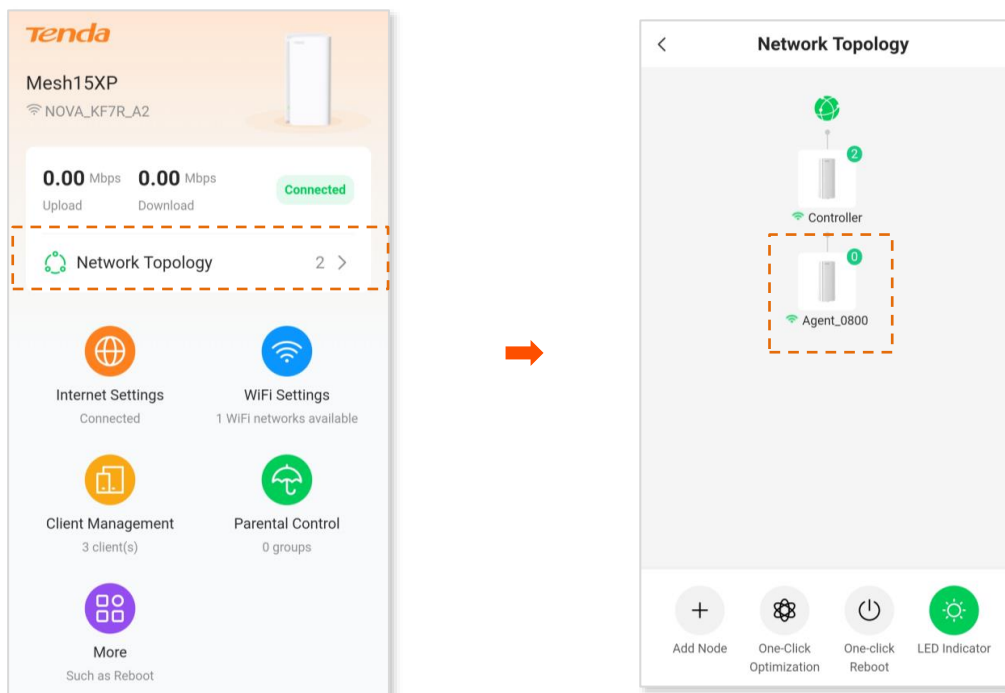 Tenda
Mesh15XP
NOVA_KF7R_A2
0.00 Mbps 0.00 Mbps
Connected
Upload Download
Network Topology 2
Internet Settings WiFi Settings
Connected 1 WiFi networks available
Client Management Parental Control
3 client(s) 0 groups
More
Such as Reboot
Network Topology
2
Controller
0
Agent_0800
Add Node One-Click One-click LED Indicator
Optimization Reboot